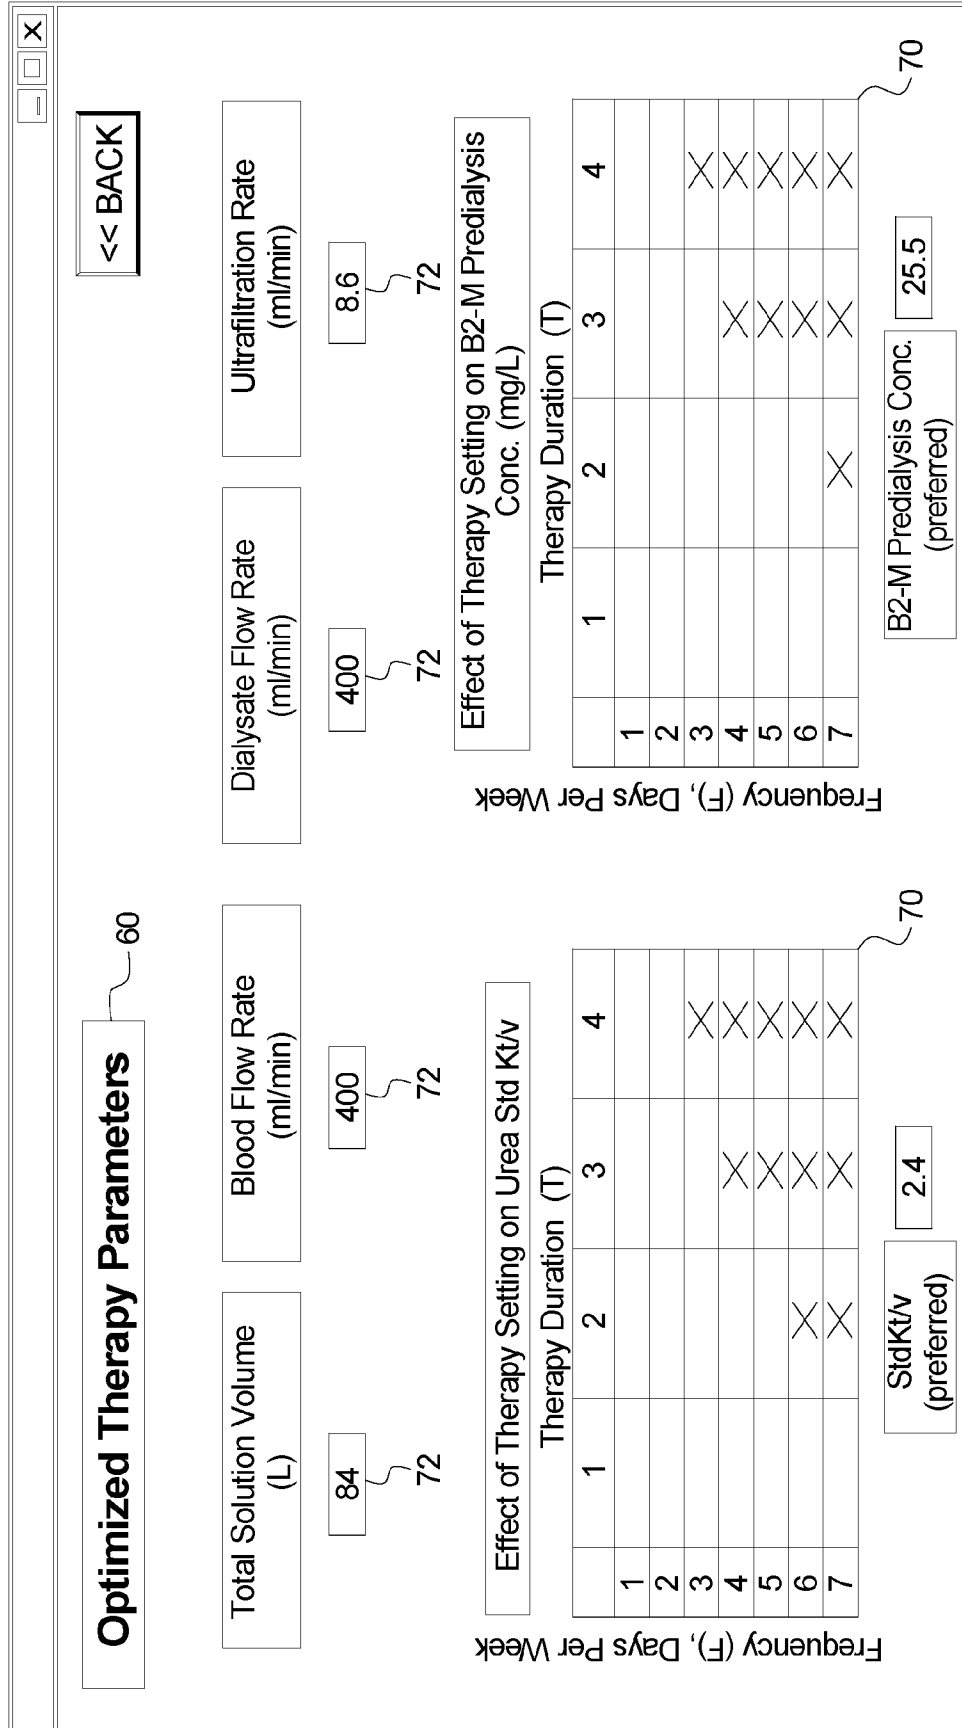 X
<< BACK
Optimized Therapy Parameters
60
Total Solution Volume
(L)
84
72
Blood Flow Rate
(ml/min)
400
72
Dialysate Flow Rate
(ml/min)
400
72
Ultrafiltration Rate
(ml/min)
8.6
72
Effect of Therapy Setting on Urea Std Kt/v
Therapy Duration (T)
1 2 3 4
Frequency (F), Days Per Week
1
2
3 X
4 X X
5 X X
6 X X X
7 X X X
70
StdKt/v
(preferred)
2.4
Effect of Therapy Setting on B2-M Predialysis
Conc. (mg/L)
Therapy Duration (T)
1 2 3 4
Frequency (F), Days Per Week
1
2
3 X
4 X X
5 X X
6 X X
7 X X X
70
B2-M Predialysis Conc.
(preferred)
25.5